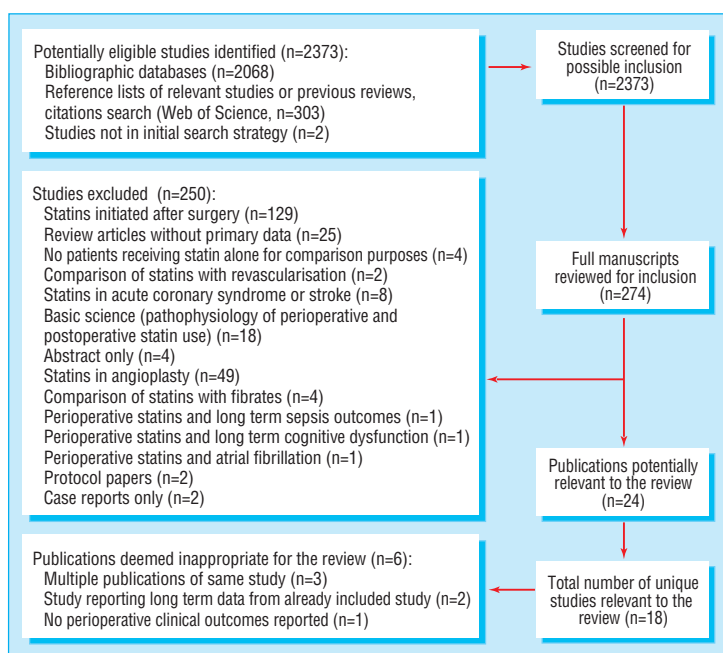 Potentially eligible studies identified (n=2373):
Bibliographic databases (n=2068)
Reference lists of relevant studies or previous reviews,
citations search (Web of Science, n=303)
Studies not in initial search strategy (n=2)
Studies screened for
possible inclusion
(n=2373)
Studies excluded (n=250):
Statins initiated after surgery (n=129)
Review articles without primary data (n=25)
No patients receiving statin alone for comparison purposes (n=4)
Comparison of statins with revascularisation (n=2)
Statins in acute coronary syndrome or stroke (n=8)
Basic science (pathophysiology of perioperative and
postoperative statin use) (n=18)
Abstract only (n=4)
Statins in angioplasty (n=49)
Comparison of statins with fibrates (n=4)
Perioperative statins and long term sepsis outcomes (n=1)
Perioperative statins and long term cognitive dysfunction (n=1)
Perioperative statins and atrial fibrillation (n=1)
Protocol papers (n=2)
Case reports only (n=2)
Full manuscripts
reviewed for inclusion
(n=274)
Publications potentially
relevant to the review
(n=24)
Publications deemed inappropriate for the review (n=6):
Multiple publications of same study (n=3)
Study reporting long term data from already included study (n=2)
No perioperative clinical outcomes reported (n=1)
Total number of unique
studies relevant to the
review (n=18)